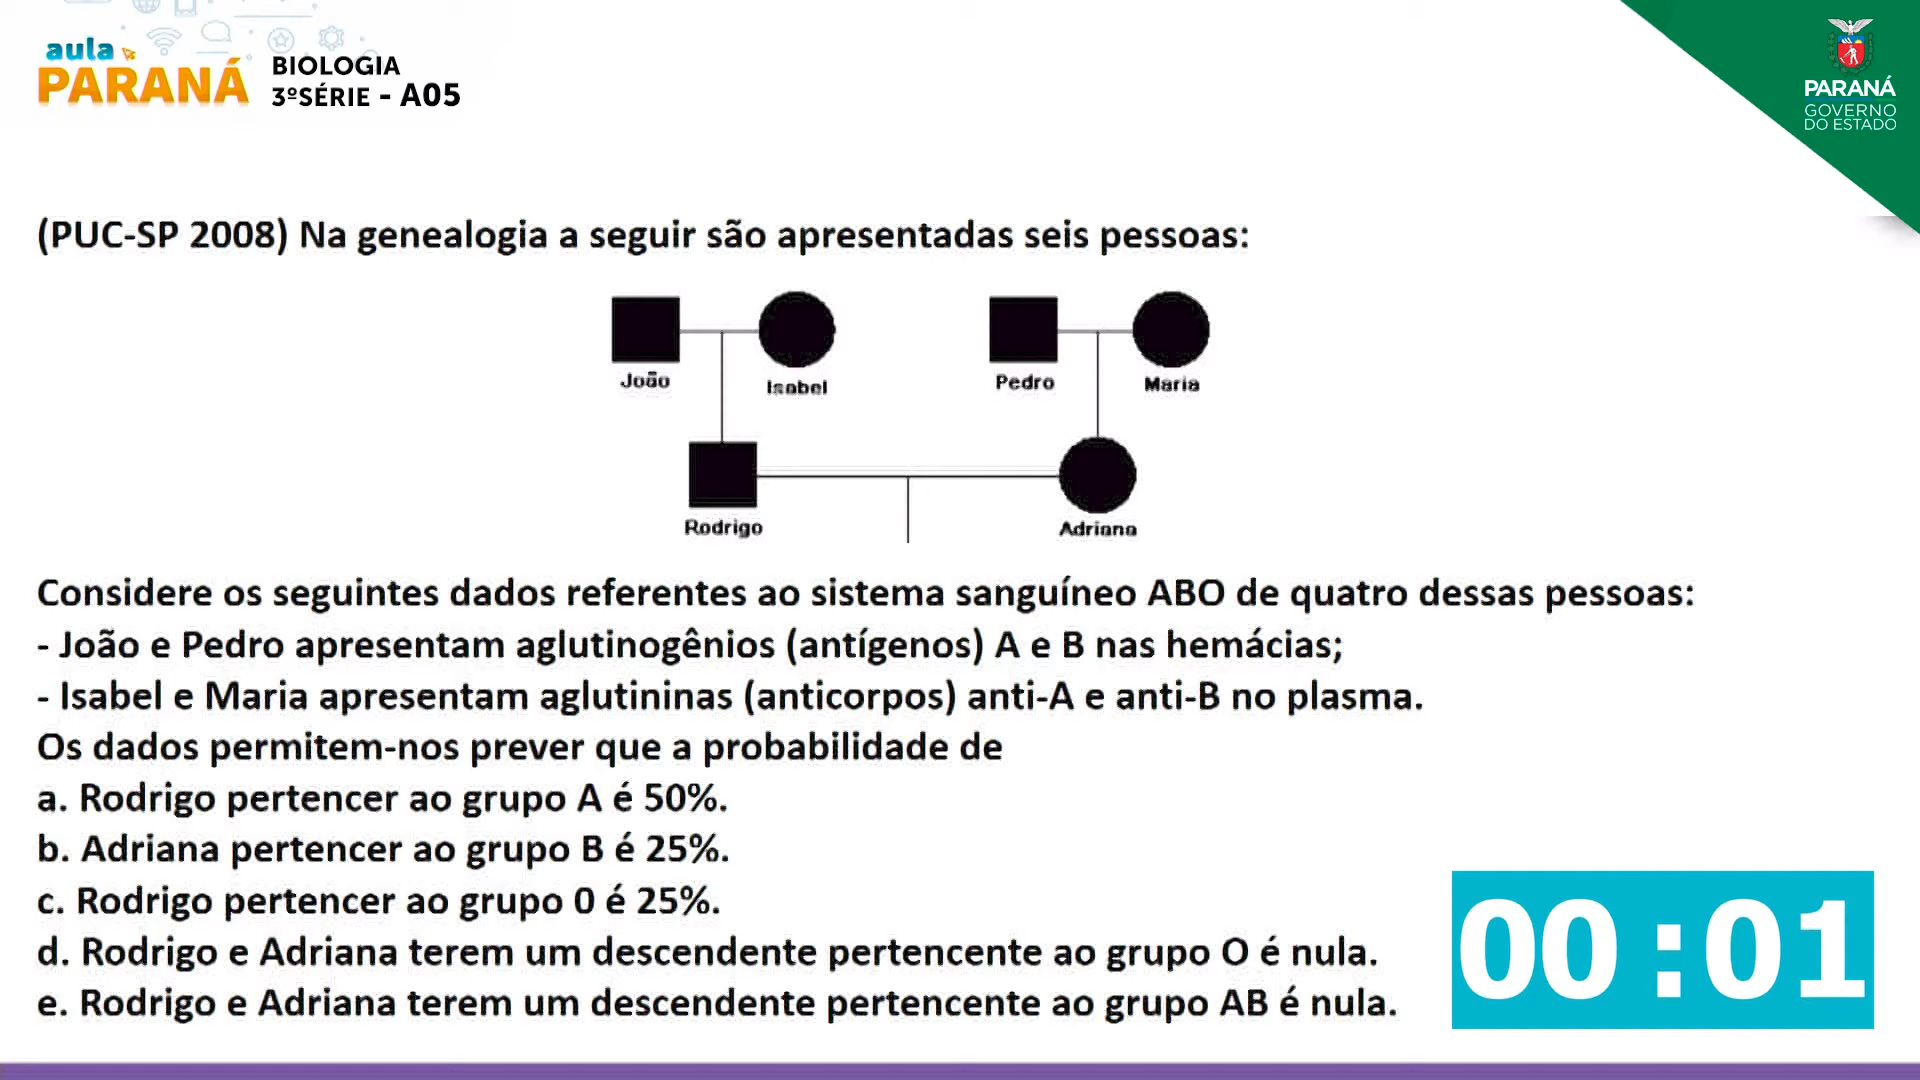 aula
PARANÁ
BIOLOGIA
3ºSÉRIE - A05
PARANÁ
GOVERNO
DO ESTADO
(PUC-SP 2008) Na genealogia a seguir são apresentadas seis pessoas:
João Isabel Pedro Maria
Rodrigo Adriana
Considere os seguintes dados referentes ao sistema sanguíneo ABO de quatro dessas pessoas:
- João e Pedro apresentam aglutinogênios (antígenos) A e B nas hemácias;
- Isabel e Maria apresentam aglutininas (anticorpos) anti-A e anti-B no plasma.
Os dados permitem-nos prever que a probabilidade de
a. Rodrigo pertencer ao grupo A é 50%.
b. Adriana pertencer ao grupo B é 25%.
c. Rodrigo pertencer ao grupo 0 é 25%.
d. Rodrigo e Adriana terem um descendente pertencente ao grupo O é nula.
e. Rodrigo e Adriana terem um descendente pertencente ao grupo AB é nula.
00:01